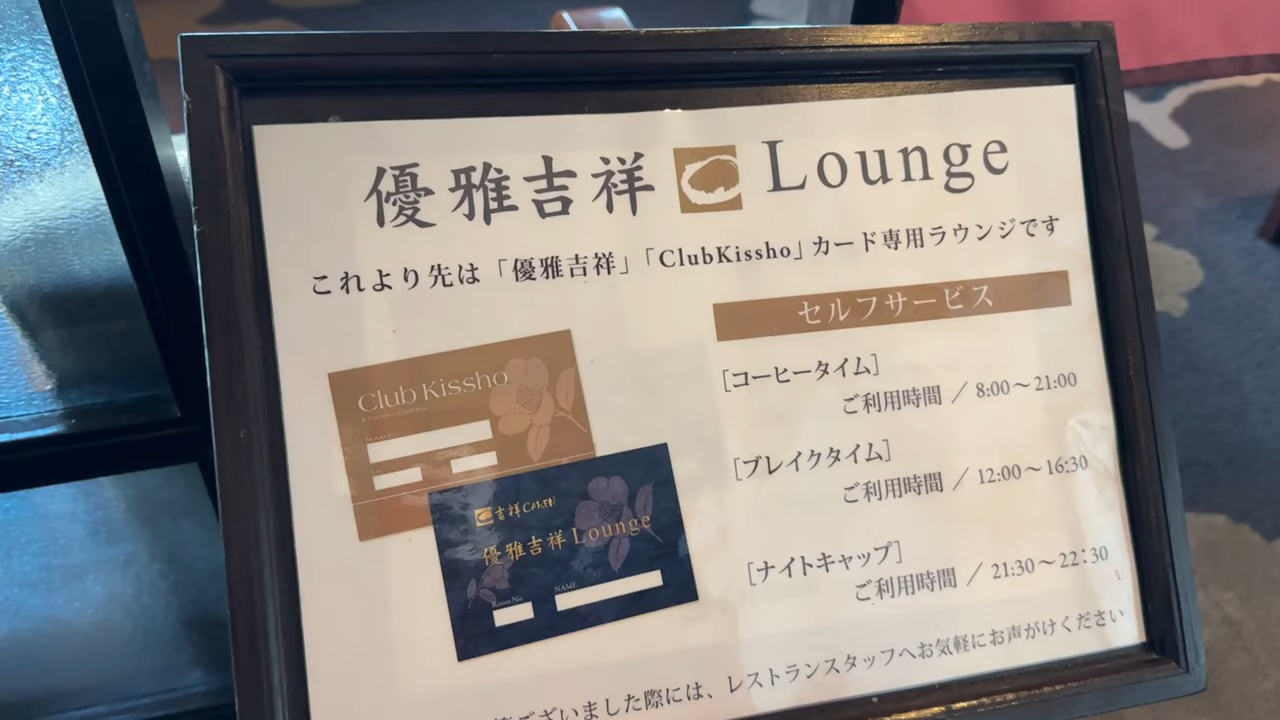 優雅吉祥 Lounge
これより先は「優雅吉祥」「ClubKissho」カード専用ラウンジです
セルフサービス
[コーヒータイム]
ご利用時間 / 8:00〜21:00
[ブレイクタイム]
ご利用時間 / 12:00〜16:30
[ナイトキャップ]
ご利用時間 / 21:30〜22:30
Club Kissho
NAME
吉祥CAREN
優雅吉祥 Lounge
Room No.
NAME
ございました際には、レストランスタッフへお気軽にお声がけください